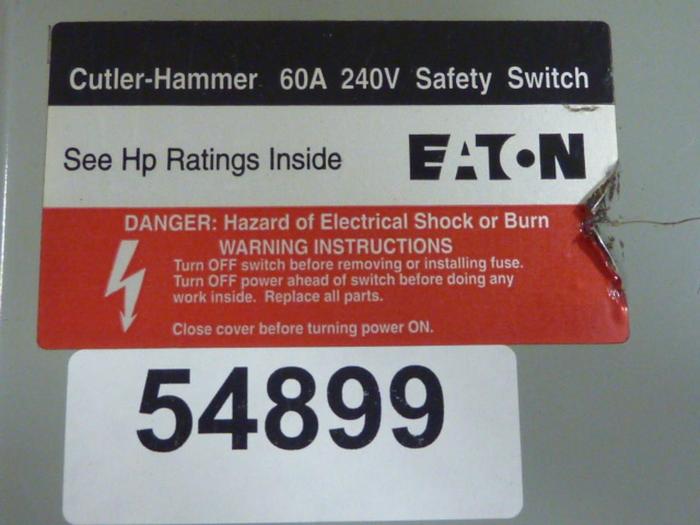 Cutler-Hammer 60A 240V Safety Switch
See Hp Ratings Inside
EATON
DANGER: Hazard of Electrical Shock or Burn
WARNING INSTRUCTIONS
Turn OFF switch before removing or installing fuse.
Turn OFF power ahead of switch before doing any
work inside. Replace all parts.
Close cover before turning power ON.
54899